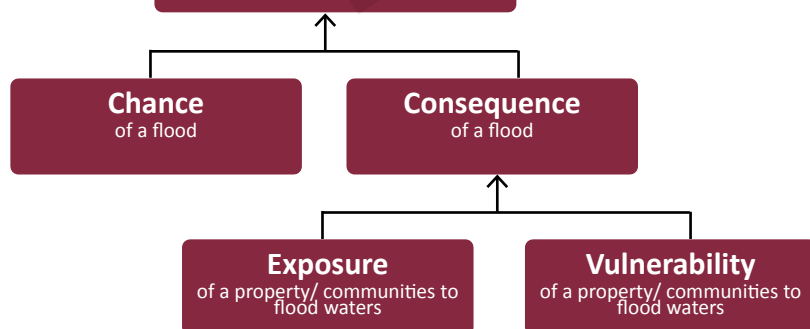 Chance
of a flood
Consequence
of a flood
Exposure
of a property/ communities to
flood waters
Vulnerability
of a property/ communities to
flood waters